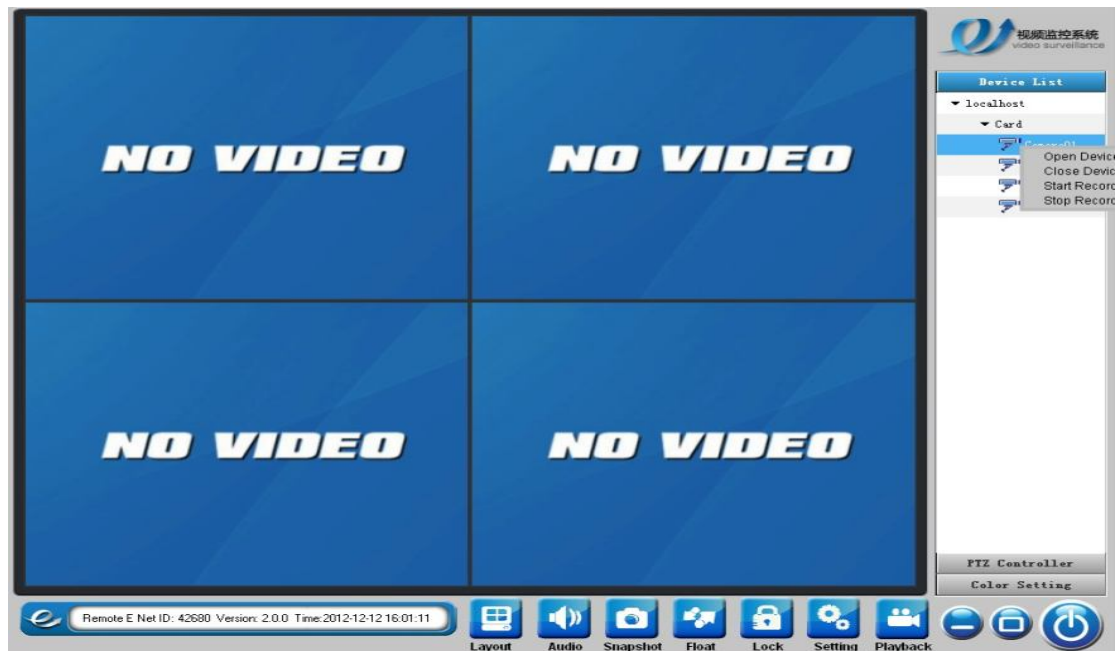 NO VIDEO
NO VIDEO
NO VIDEO
NO VIDEO
视频监控系统
video surveillance
Device List
localhost
Card
Camera01
Open Device
Close Devic
Start Record
Stop Record
PTZ Controller
Color Setting
Remote E Net ID: 42680 Version: 2.0.0 Time:2012-12-12 16:01:11
Layout Audio Snapshot Float Lock Setting Playback